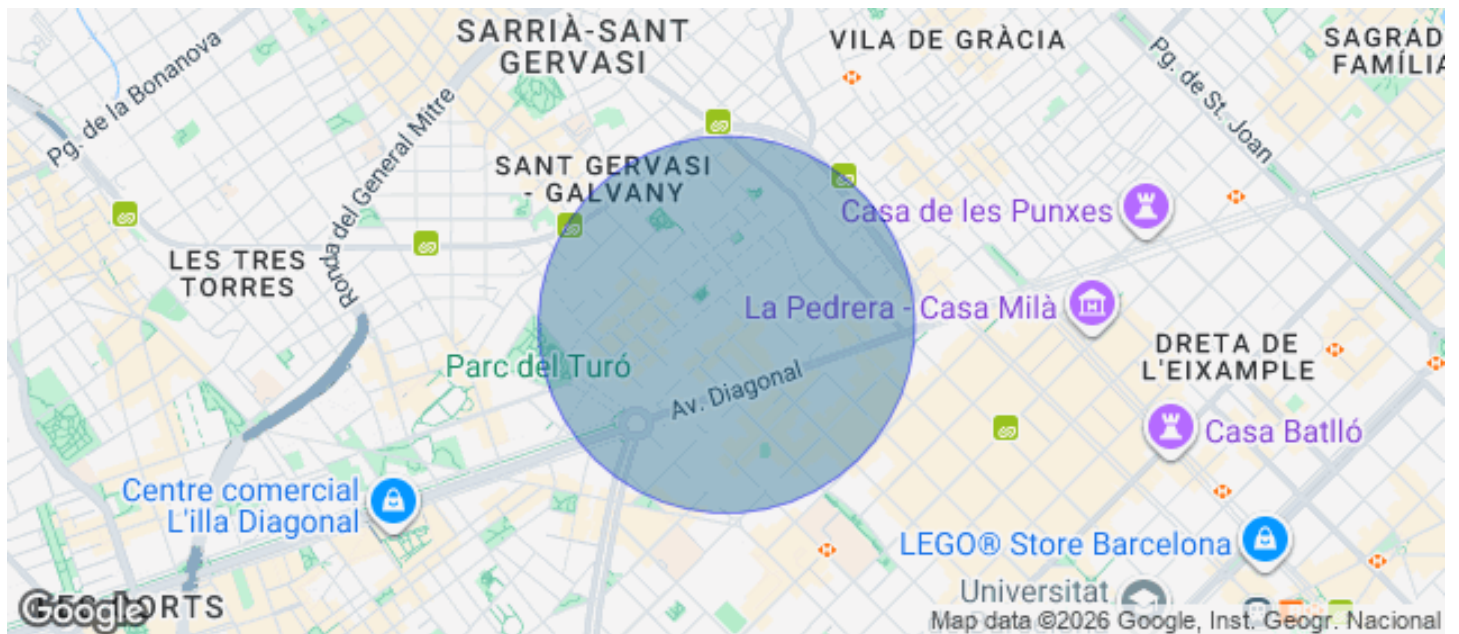 SARRIÀ-SANT
GERVASI
VILA DE GRÀCIA
SAGRAD
FAMÍLIA
Pg. de la Bonanova
Pg. de St. Joan
Ronda del General Mitre
SANT GERVASI
- GALVANY
Casa de les Punxes
LES TRES
TORRES
La Pedrera - Casa Milà
DRETA DE
L'EIXAMPLE
Parc del Turó
Av. Diagonal
Casa Batlló
Centre comercial
L'illa Diagonal
LEGO® Store Barcelona
Universitat
Google
ORTS
Map data ©2026 Google, Inst. Geogr. Nacional